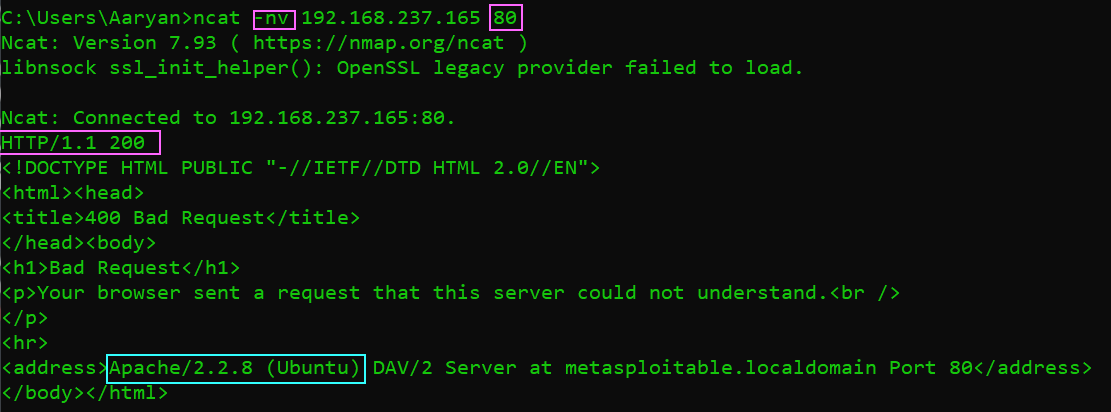 C:\Users\Aaryan>ncat -nv 192.168.237.165 80
Ncat: Version 7.93 ( https://nmap.org/ncat )
libnsock ssl_init_helper(): OpenSSL legacy provider failed to load.
Ncat: Connected to 192.168.237.165:80.
HTTP/1.1 200
<!DOCTYPE HTML PUBLIC "-//IETF//DTD HTML 2.0//EN">
<html><head>
<title>400 Bad Request</title>
</head><body>
<h1>Bad Request</h1>
<p>Your browser sent a request that this server could not understand.<br />
</p>
<hr>
<address>Apache/2.2.8 (Ubuntu) DAV/2 Server at metasploitable.localdomain Port 80</address>
</body></html>